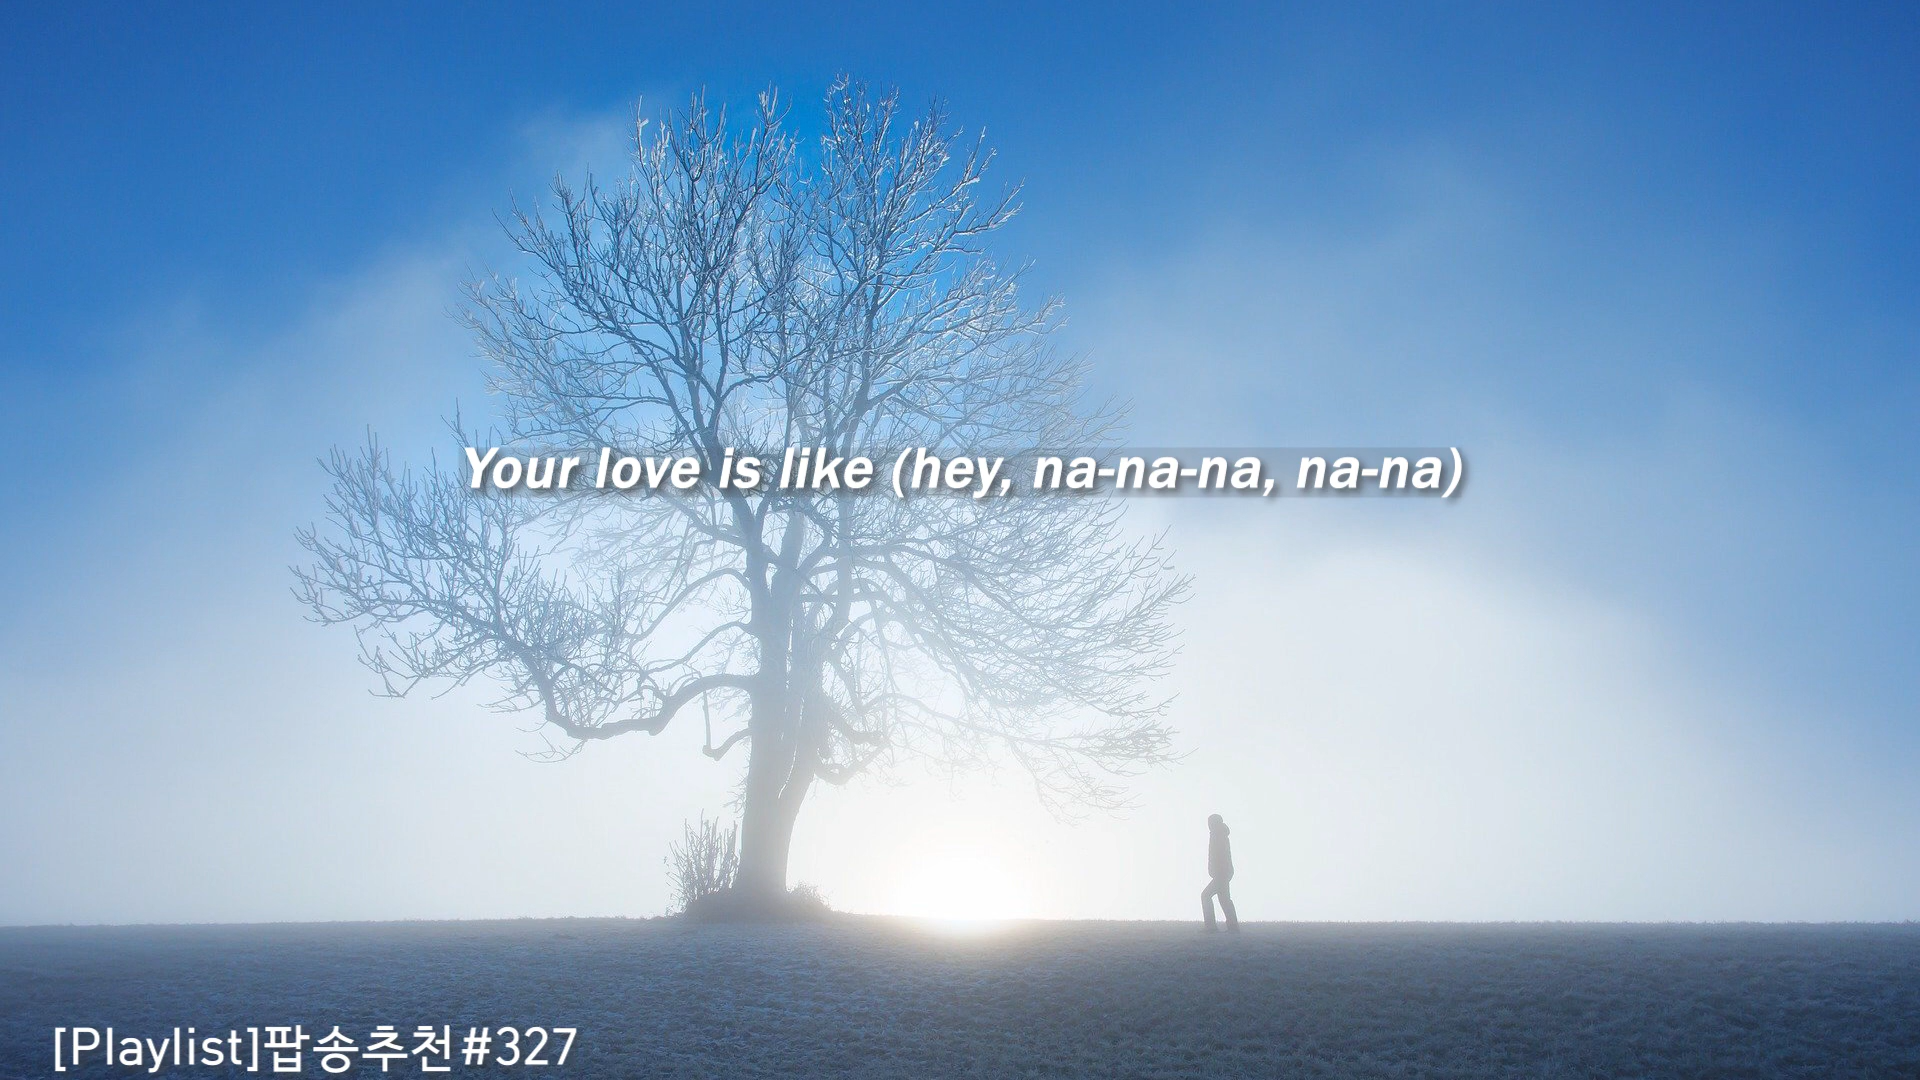 Your love is like (hey, na-na-na, na-na)
[Playlist]팝송추천#327